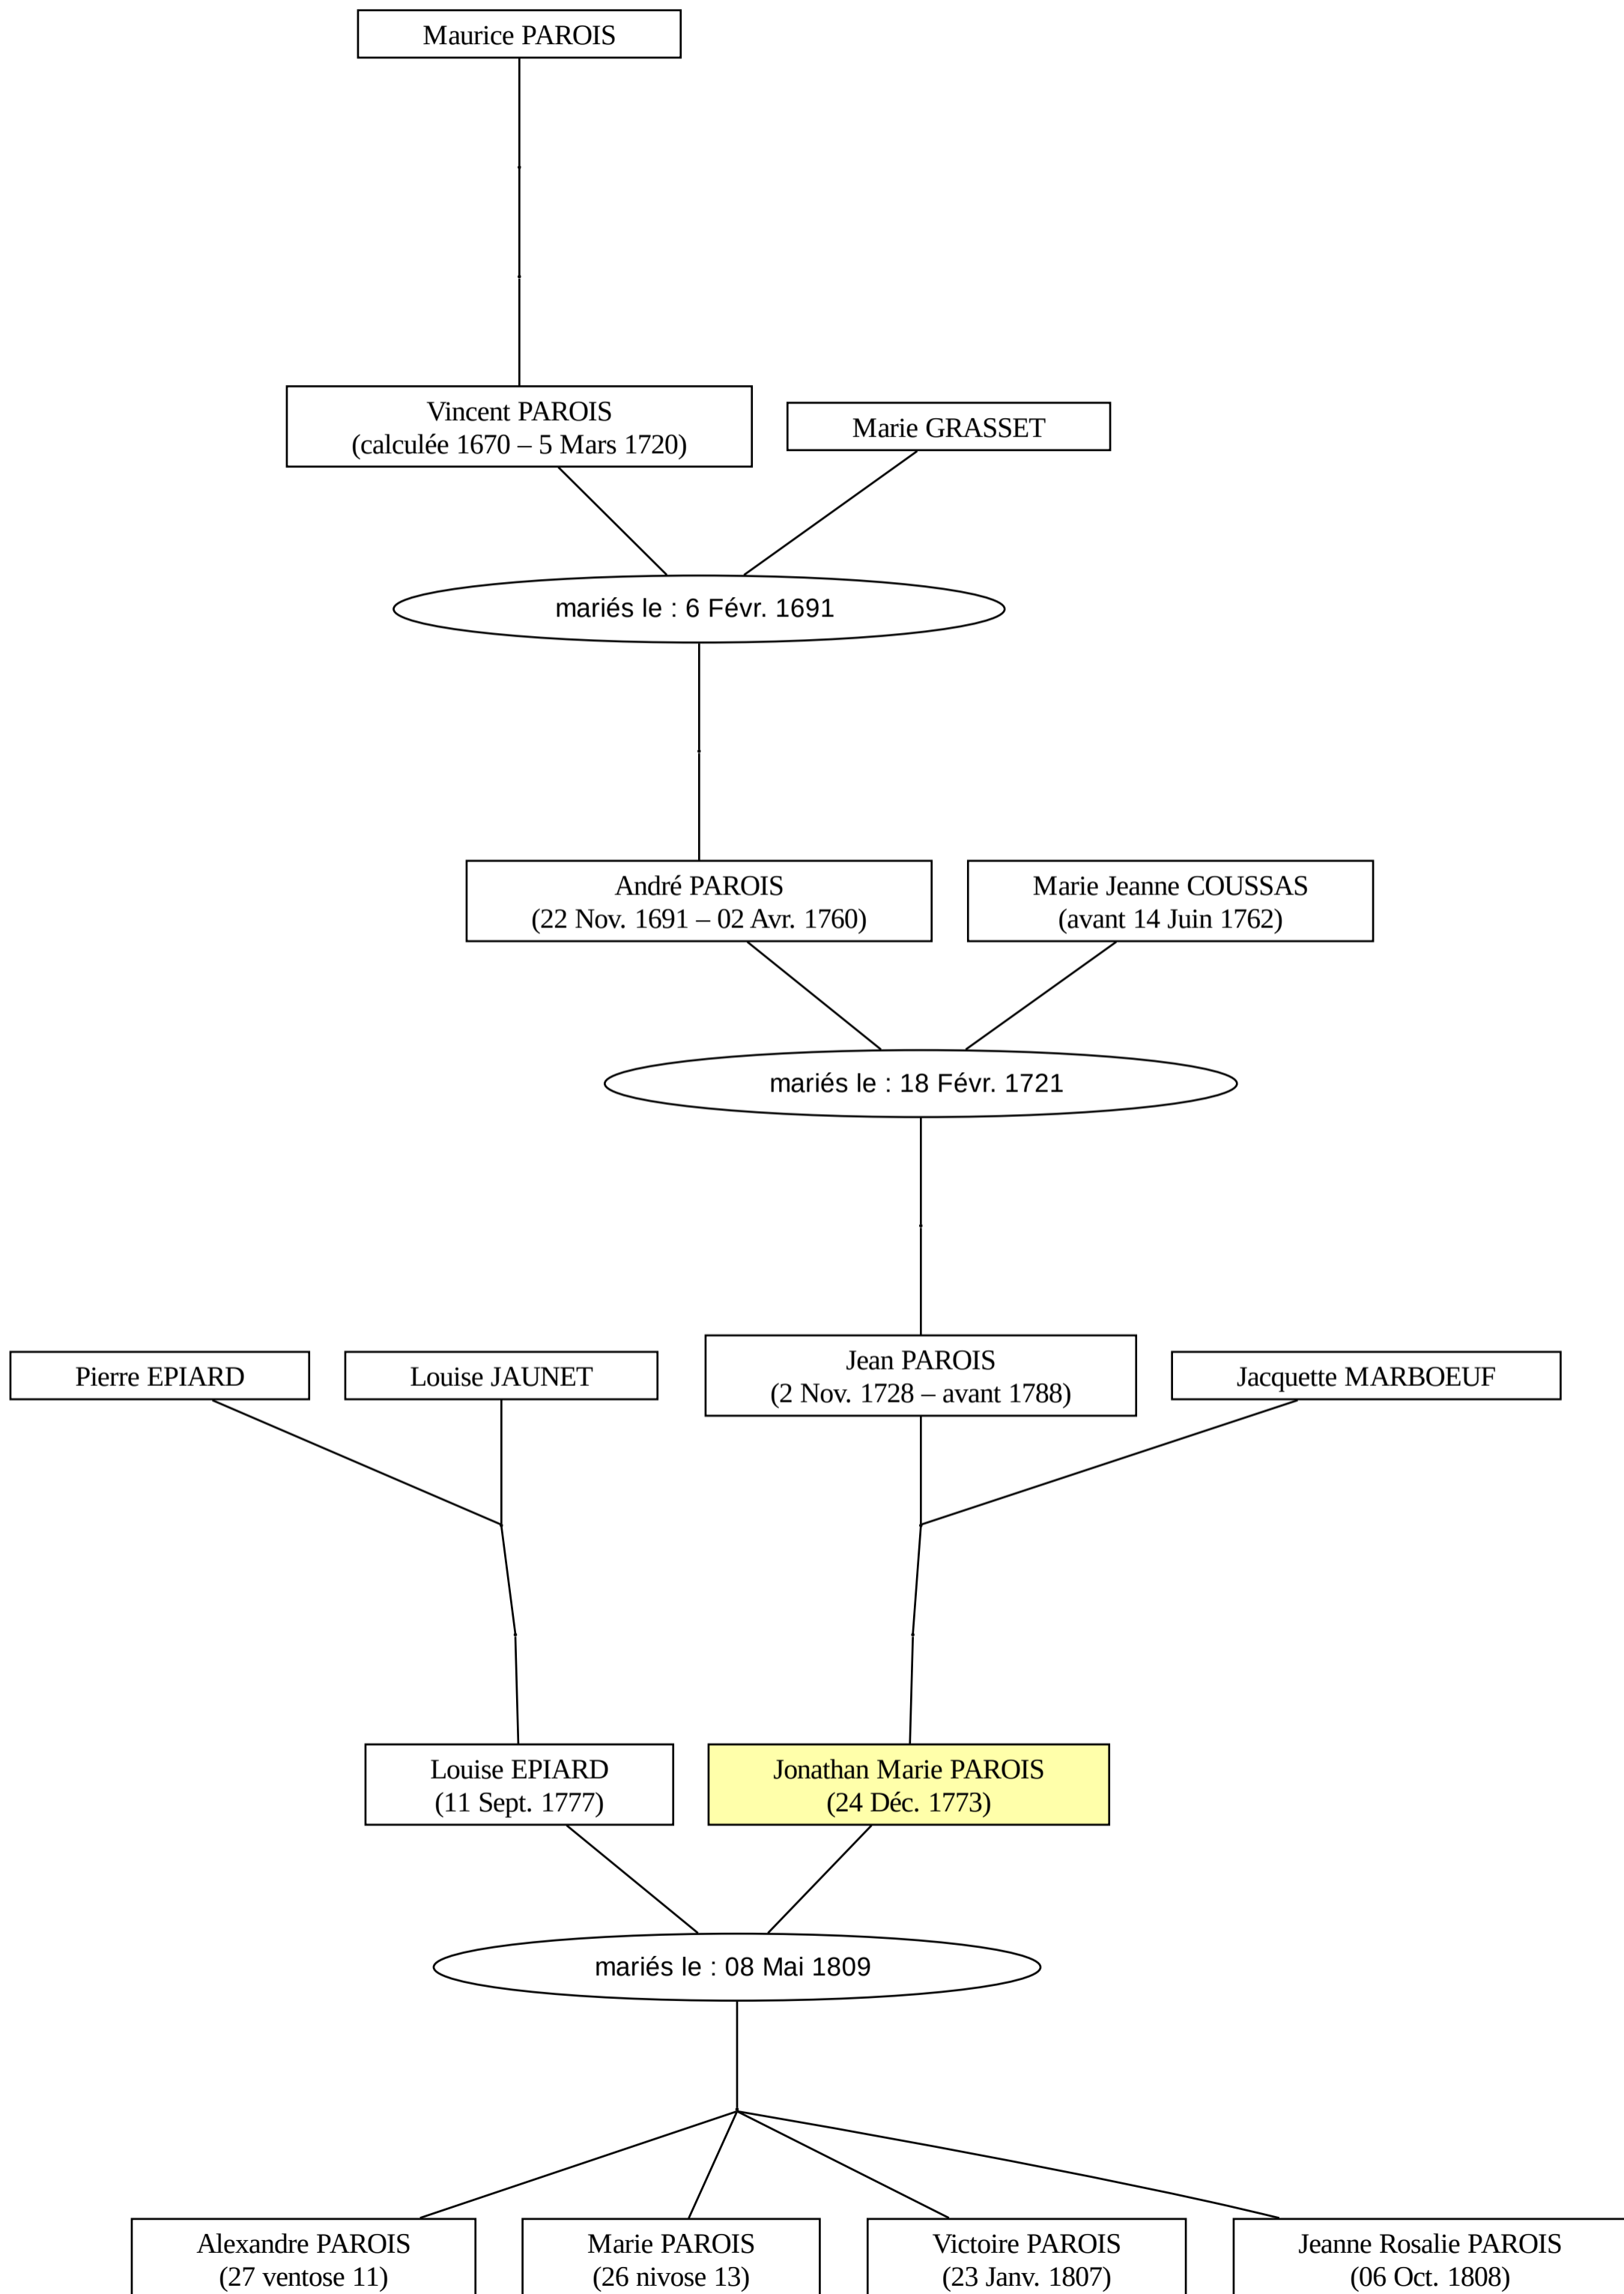 Maurice PAROIS
Vincent PAROIS
(calculée 1670 – 5 Mars 1720)
Marie GRASSET
mariés le : 6 Févr. 1691
André PAROIS
(22 Nov. 1691 – 02 Avr. 1760)
Marie Jeanne COUSSAS
(avant 14 Juin 1762)
mariés le : 18 Févr. 1721
Pierre EPIARD
Louise JAUNET
Jean PAROIS
(2 Nov. 1728 – avant 1788)
Jacquette MARBOEUF
Louise EPIARD
(11 Sept. 1777)
Jonathan Marie PAROIS
(24 Déc. 1773)
mariés le : 08 Mai 1809
Alexandre PAROIS
(27 ventose 11)
Marie PAROIS
(26 nivose 13)
Victoire PAROIS
(23 Janv. 1807)
Jeanne Rosalie PAROIS
(06 Oct. 1808)